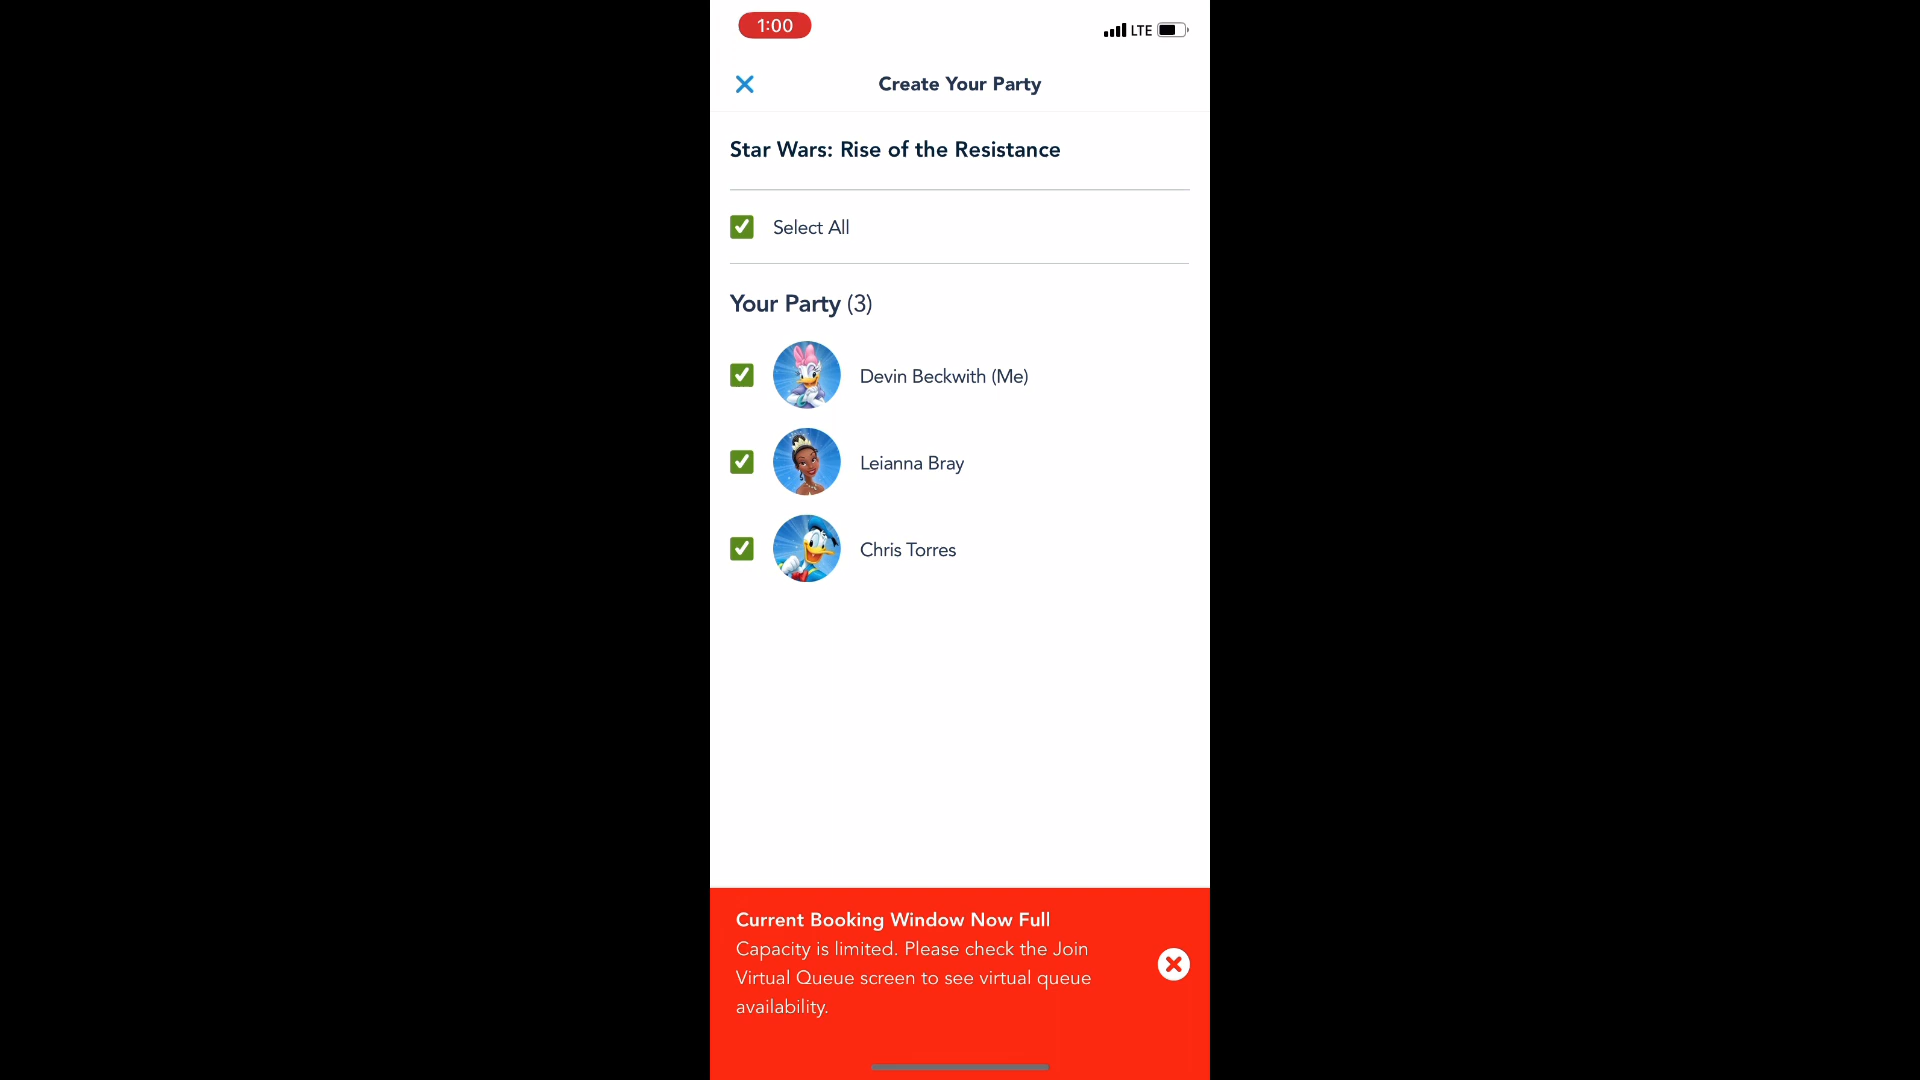 1:00
LTE
Create Your Party
Star Wars: Rise of the Resistance
Select All
Your Party (3)
Devin Beckwith (Me)
Leianna Bray
Chris Torres
Current Booking Window Now Full
Capacity is limited. Please check the Join
Virtual Queue screen to see virtual queue
availability.